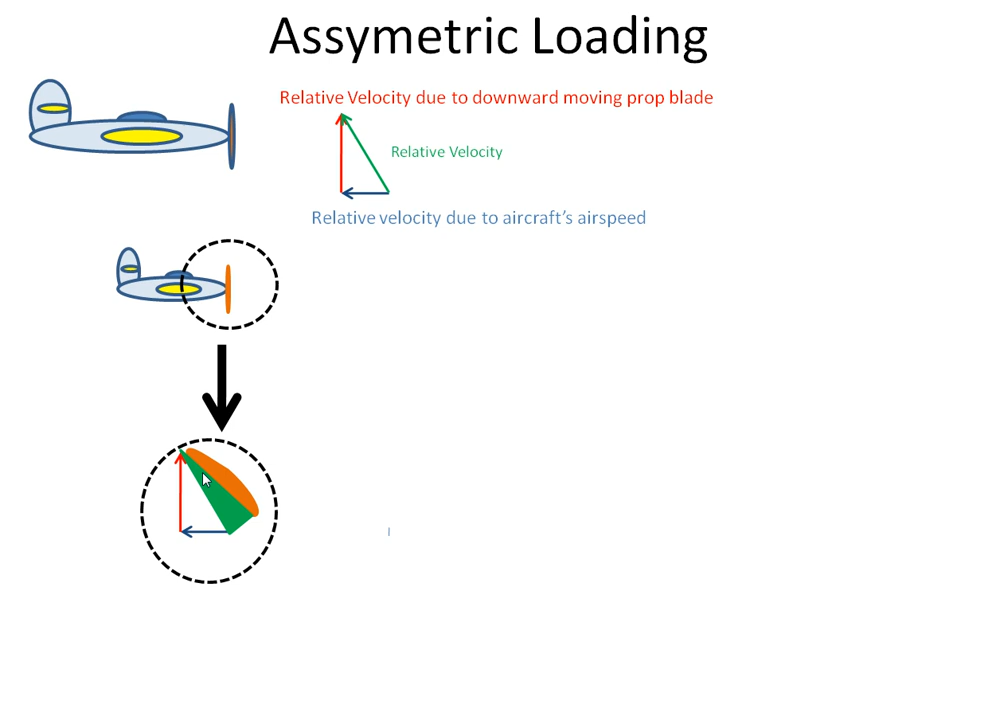 Assymetric Loading
Relative Velocity due to downward moving prop blade
Relative Velocity
Relative velocity due to aircraft's airspeed